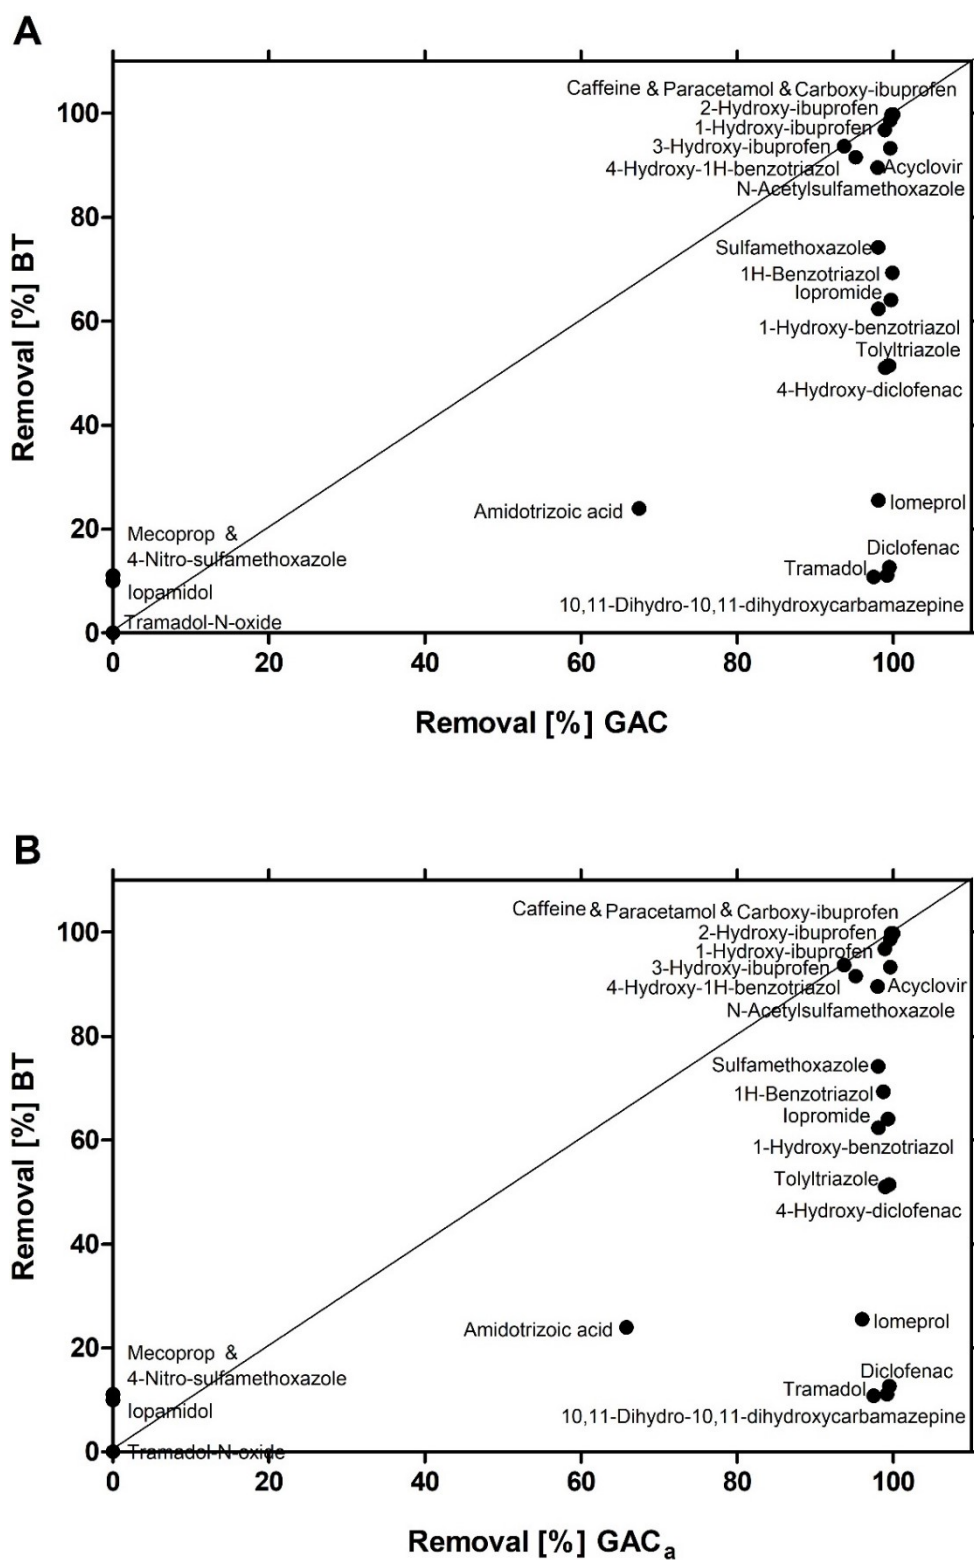 A
Caffeine & Paracetamol & Carboxy-ibuprofen
100
2-Hydroxy-ibuprofen
1-Hydroxy-ibuprofen
3-Hydroxy-ibuprofen
4-Hydroxy-1H-benzotriazol
Acyclovir
N-Acetylsulfamethoxazole
80
Sulfamethoxazole
1H-Benzotriazol
Iopromide
60
1-Hydroxy-benzotriazol
Tolyltriazole
4-Hydroxy-diclofenac
40
Removal [%] BT
Iomeprol
Amidotrizoic acid
20
Mecoprop &
4-Nitro-sulfamethoxazole
Diclofenac
Tramadol
Iopamidol
10,11-Dihydro-10,11-dihydroxycarbamazepine
Tramadol-N-oxide
0
0 20 40 60 80 100
Removal [%] GAC
B
Caffeine & Paracetamol & Carboxy-ibuprofen
100
2-Hydroxy-ibuprofen
1-Hydroxy-ibuprofen
3-Hydroxy-ibuprofen
4-Hydroxy-1H-benzotriazol
Acyclovir
N-Acetylsulfamethoxazole
80
Sulfamethoxazole
1H-Benzotriazol
Iopromide
60
1-Hydroxy-benzotriazol
Tolyltriazole
4-Hydroxy-diclofenac
40
Removal [%] BT
Iomeprol
Amidotrizoic acid
20
Mecoprop &
4-Nitro-sulfamethoxazole
Diclofenac
Tramadol
Iopamidol
10,11-Dihydro-10,11-dihydroxycarbamazepine
Tramadol-N-oxide
0
0 20 40 60 80 100
Removal [%] GACa